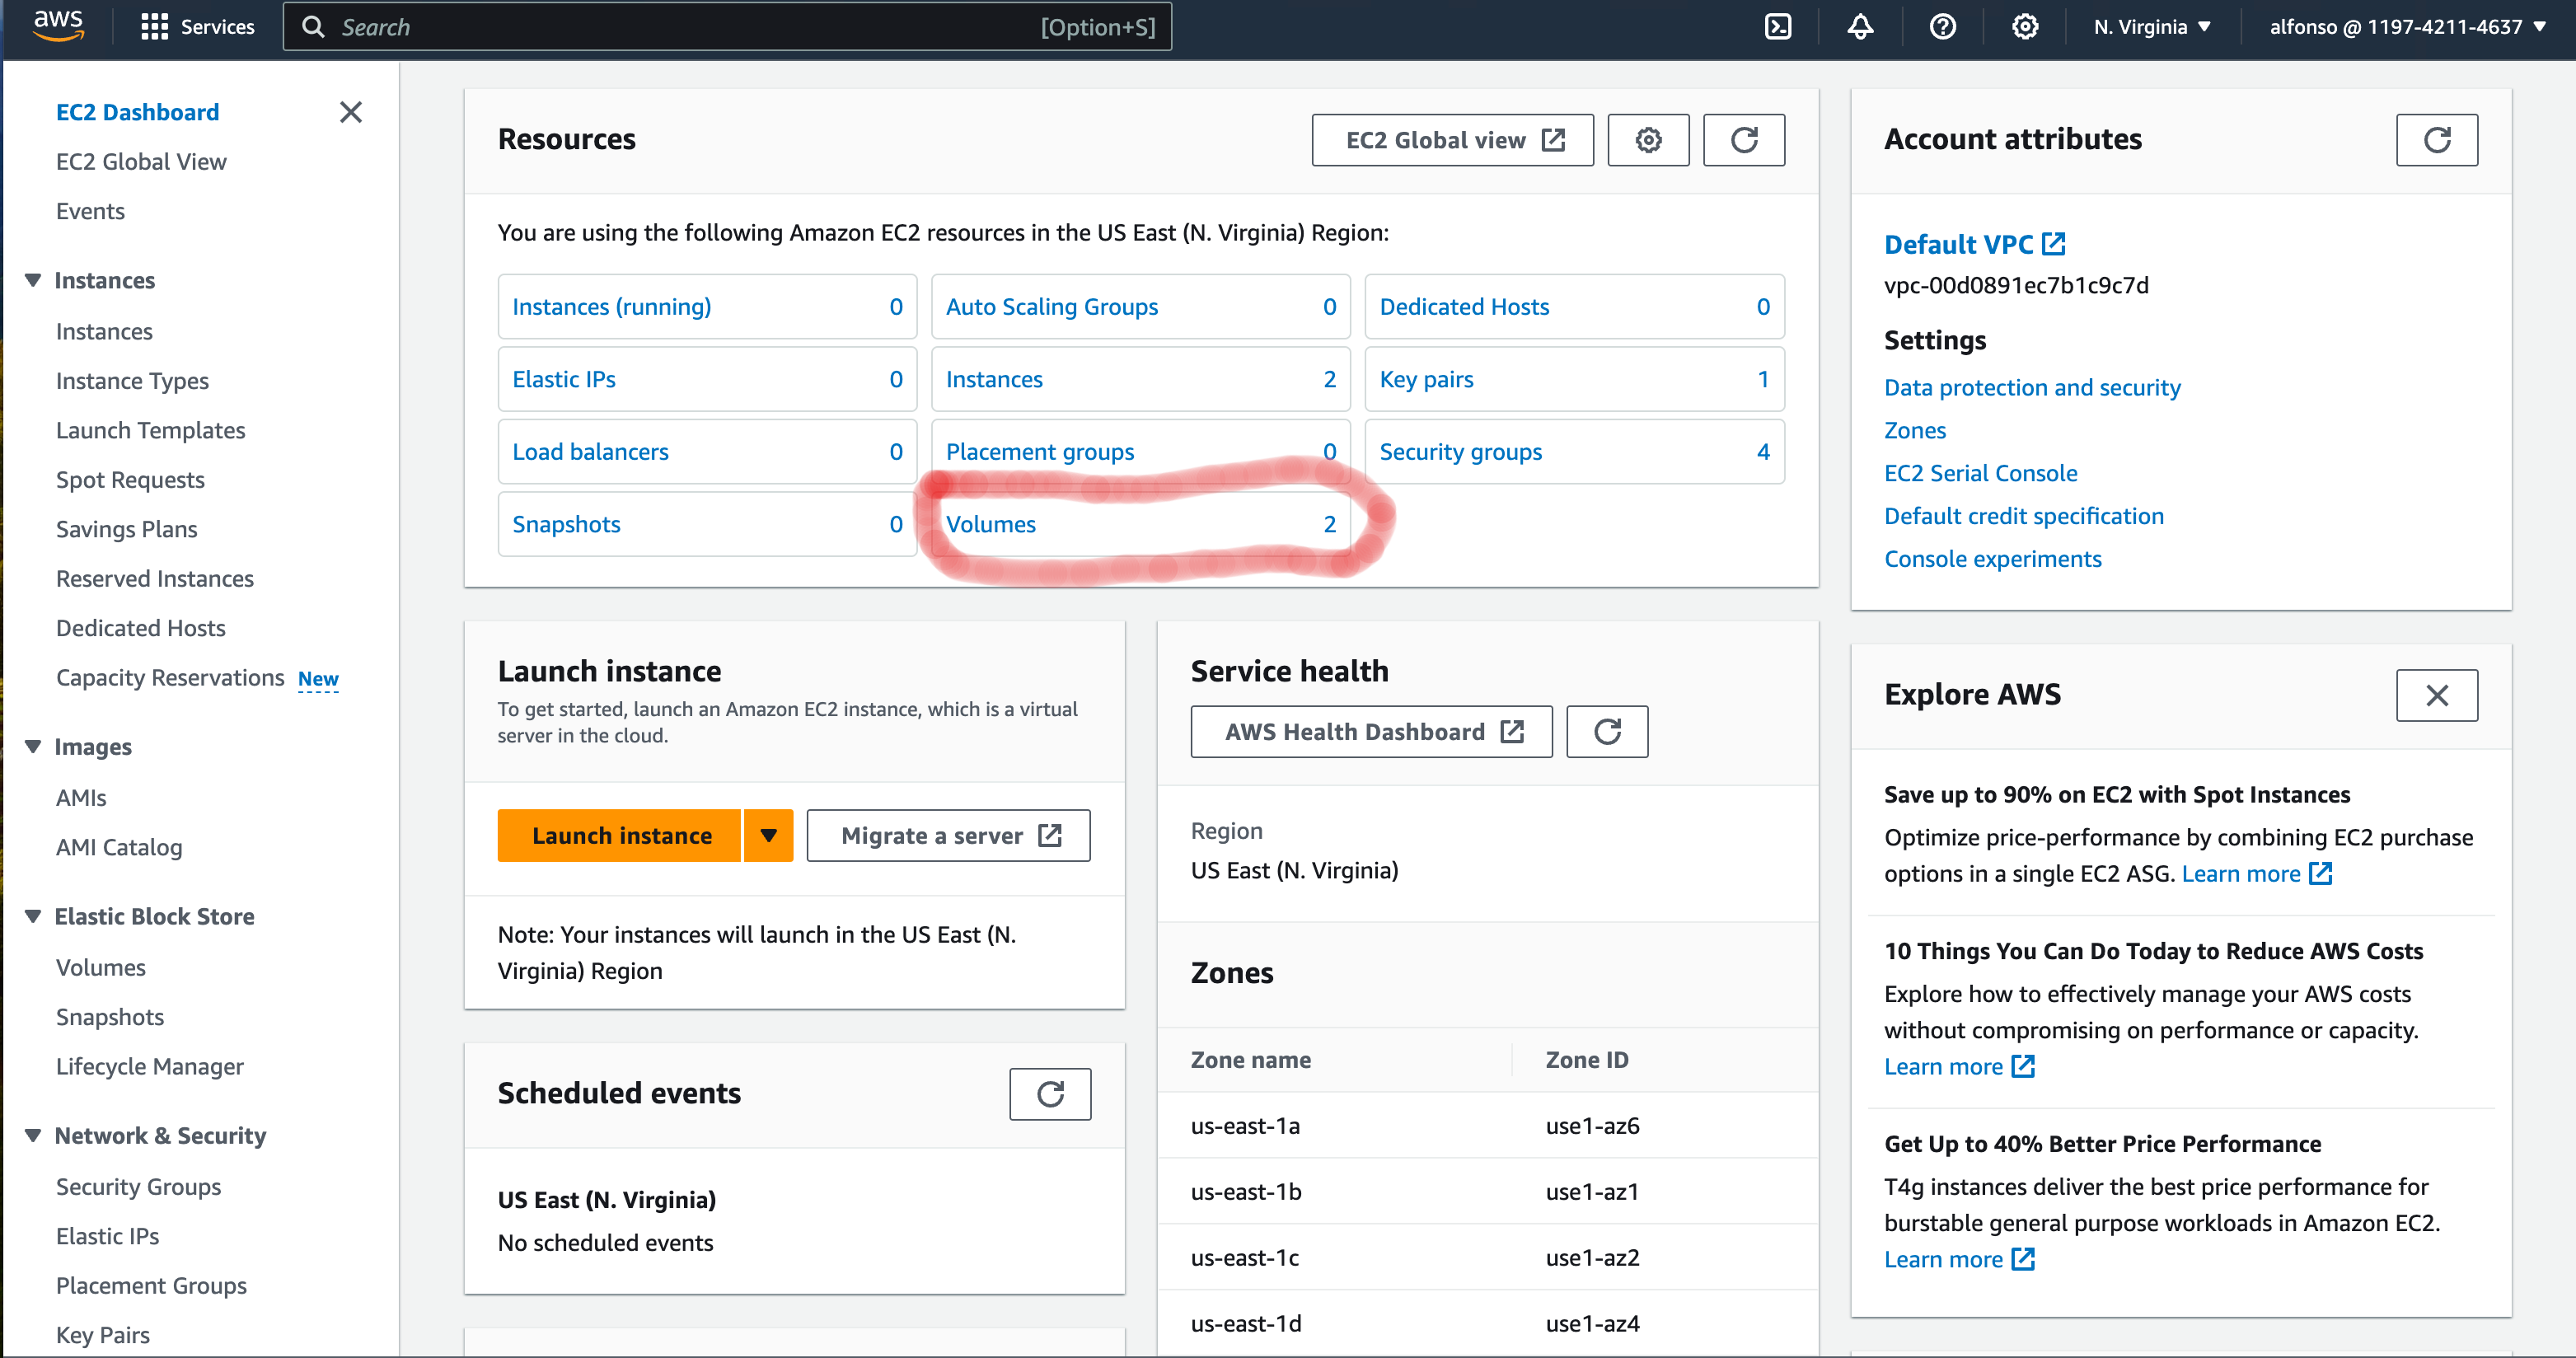 aws
Services
Search
[Option+S]
N. Virginia
alfonso @ 1197-4211-4637
EC2 Dashboard
EC2 Global View
Events
Instances
Instances
Instance Types
Launch Templates
Spot Requests
Savings Plans
Reserved Instances
Dedicated Hosts
Capacity Reservations New
Images
AMIs
AMI Catalog
Elastic Block Store
Volumes
Snapshots
Lifecycle Manager
Network & Security
Security Groups
Elastic IPs
Placement Groups
Key Pairs
Resources
EC2 Global view
You are using the following Amazon EC2 resources in the US East (N. Virginia) Region:
Instances (running) 0
Auto Scaling Groups 0
Dedicated Hosts 0
Elastic IPs 0
Instances 2
Key pairs 1
Load balancers 0
Placement groups 0
Security groups 4
Snapshots 0
Volumes 2
Launch instance
To get started, launch an Amazon EC2 instance, which is a virtual
server in the cloud.
Launch instance
Migrate a server
Note: Your instances will launch in the US East (N.
Virginia) Region
Scheduled events
US East (N. Virginia)
No scheduled events
Service health
AWS Health Dashboard
Region
US East (N. Virginia)
Zones
Zone name Zone ID
us-east-1a use1-az6
us-east-1b use1-az1
us-east-1c use1-az2
us-east-1d use1-az4
Account attributes
Default VPC
vpc-00d0891ec7b1c9c7d
Settings
Data protection and security
Zones
EC2 Serial Console
Default credit specification
Console experiments
Explore AWS
Save up to 90% on EC2 with Spot Instances
Optimize price-performance by combining EC2 purchase
options in a single EC2 ASG. Learn more
10 Things You Can Do Today to Reduce AWS Costs
Explore how to effectively manage your AWS costs
without compromising on performance or capacity.
Learn more
Get Up to 40% Better Price Performance
T4g instances deliver the best price performance for
burstable general purpose workloads in Amazon EC2.
Learn more